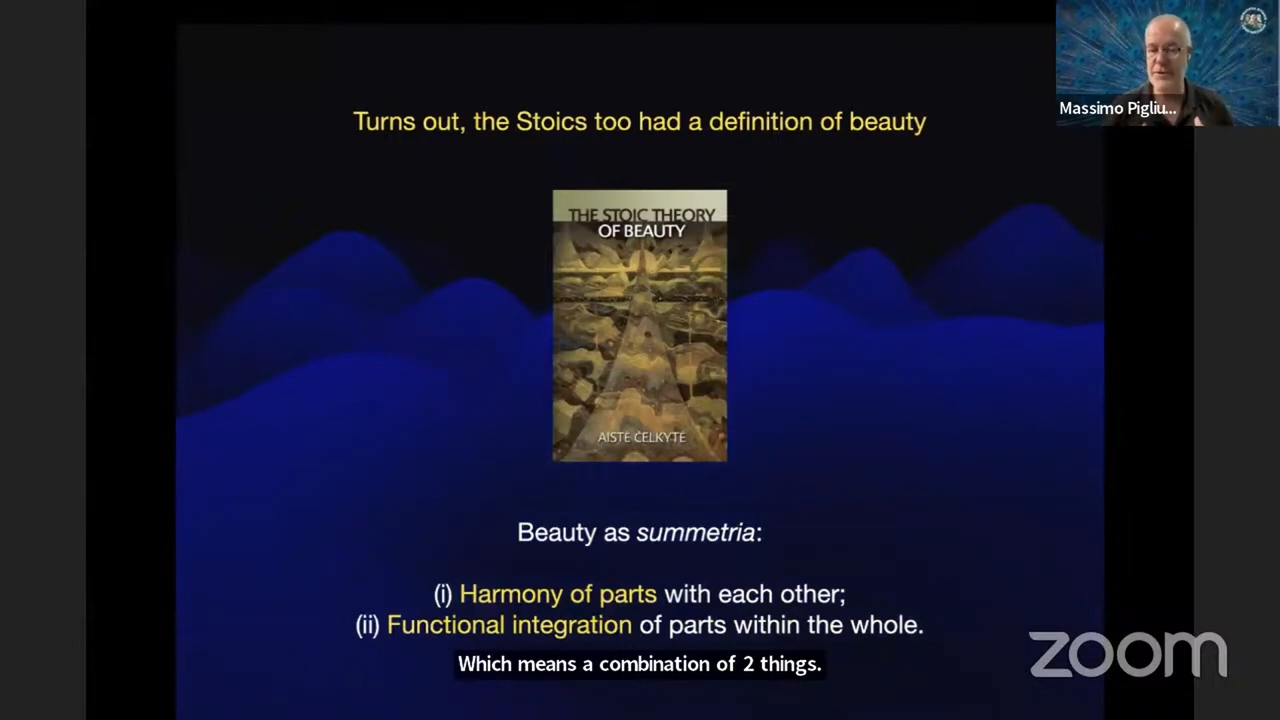 Turns out, the Stoics too had a definition of beauty
Massimo Pigliu...
THE STOIC THEORY
OF BEAUTY
AISTĖ ČELKYTĖ
Beauty as summetria:
(i) Harmony of parts with each other;
(ii) Functional integration of parts within the whole.
Which means a combination of 2 things.
zoom